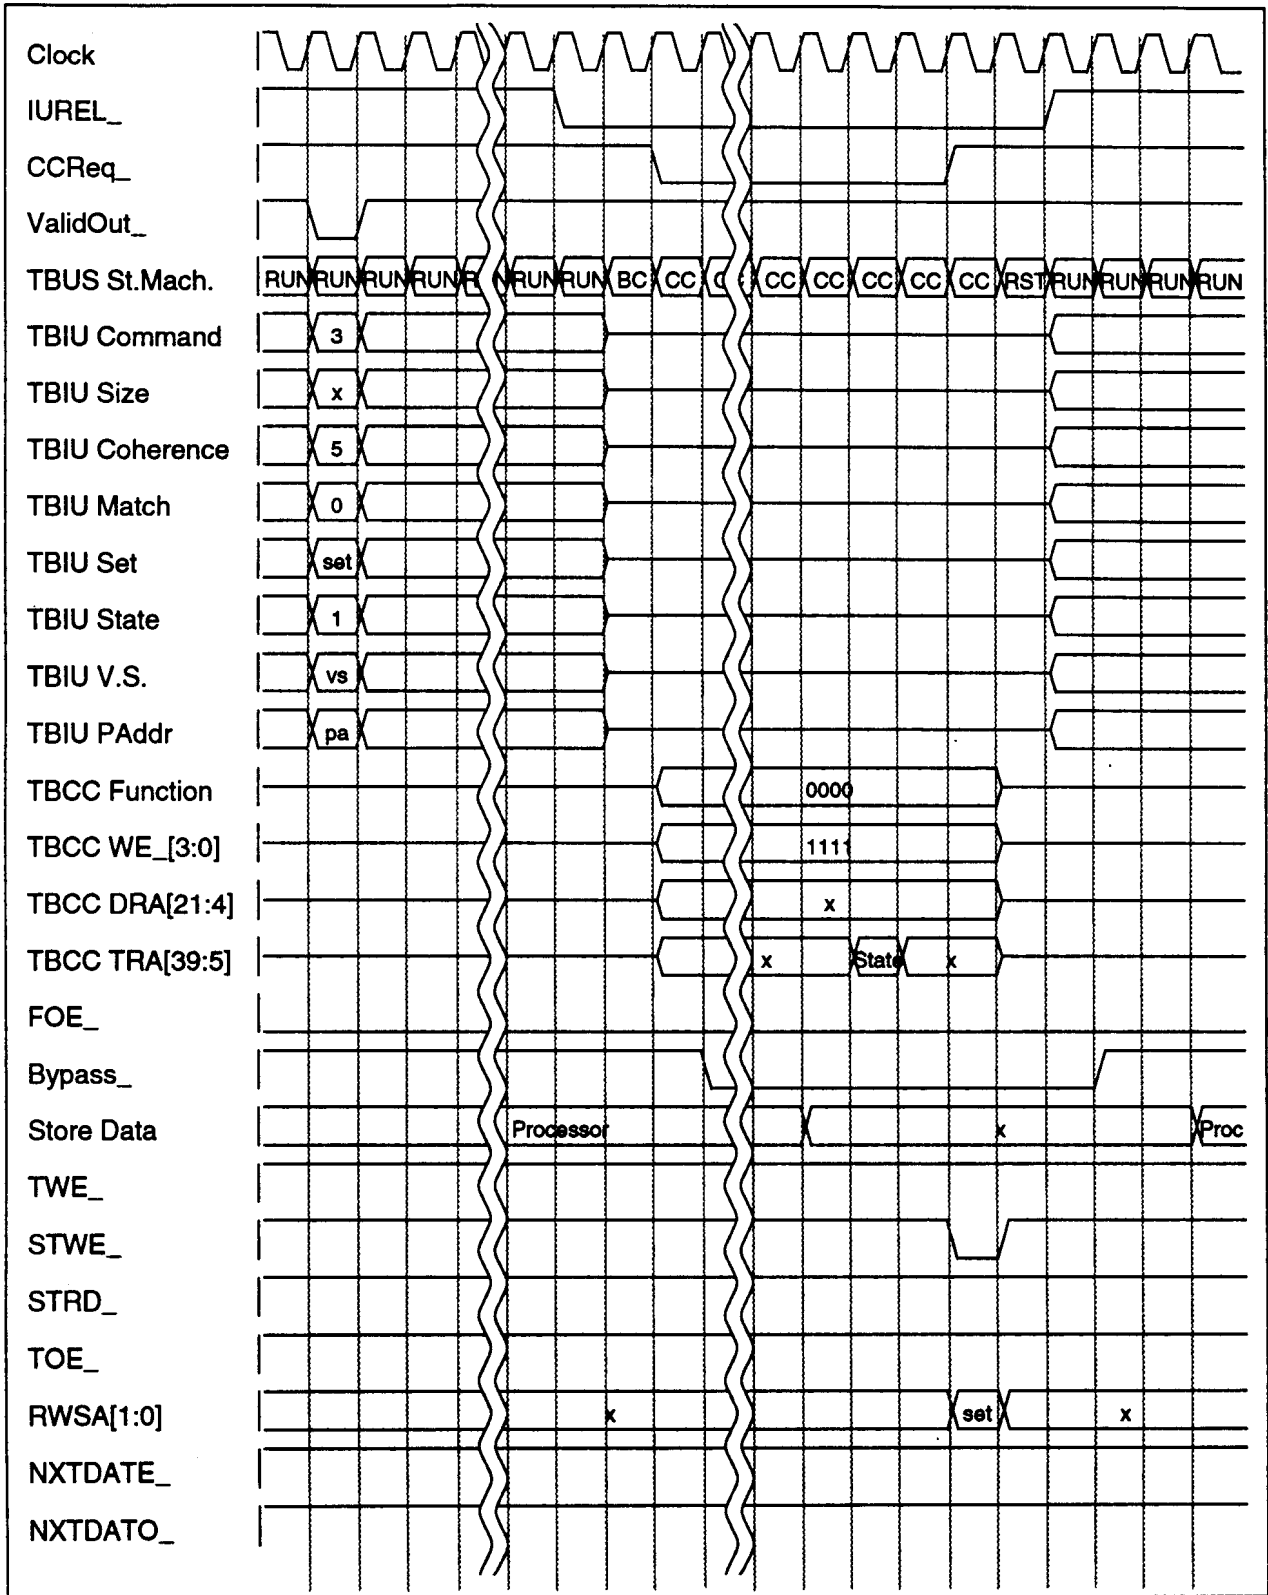 Clock
IUREL_
CCReq_
ValidOut_
TBUS St.Mach. RUN RUN RUN RUN RUN RUN RUN BC CC CC CC CC CC CC CC RST RUN RUN RUN RUN
TBIU Command 3
TBIU Size x
TBIU Coherence 5
TBIU Match 0
TBIU Set set
TBIU State 1
TBIU V.S. vs
TBIU PAddr pa
TBCC Function 0000
TBCC WE_[3:0] 1111
TBCC DRA[21:4] x
TBCC TRA[39:5] x State x
FOE_
Bypass_
Store Data Processor x Proc
TWE_
STWE_
STRD_
TOE_
RWSA[1:0] x set x
NXTDATE_
NXTDATO_